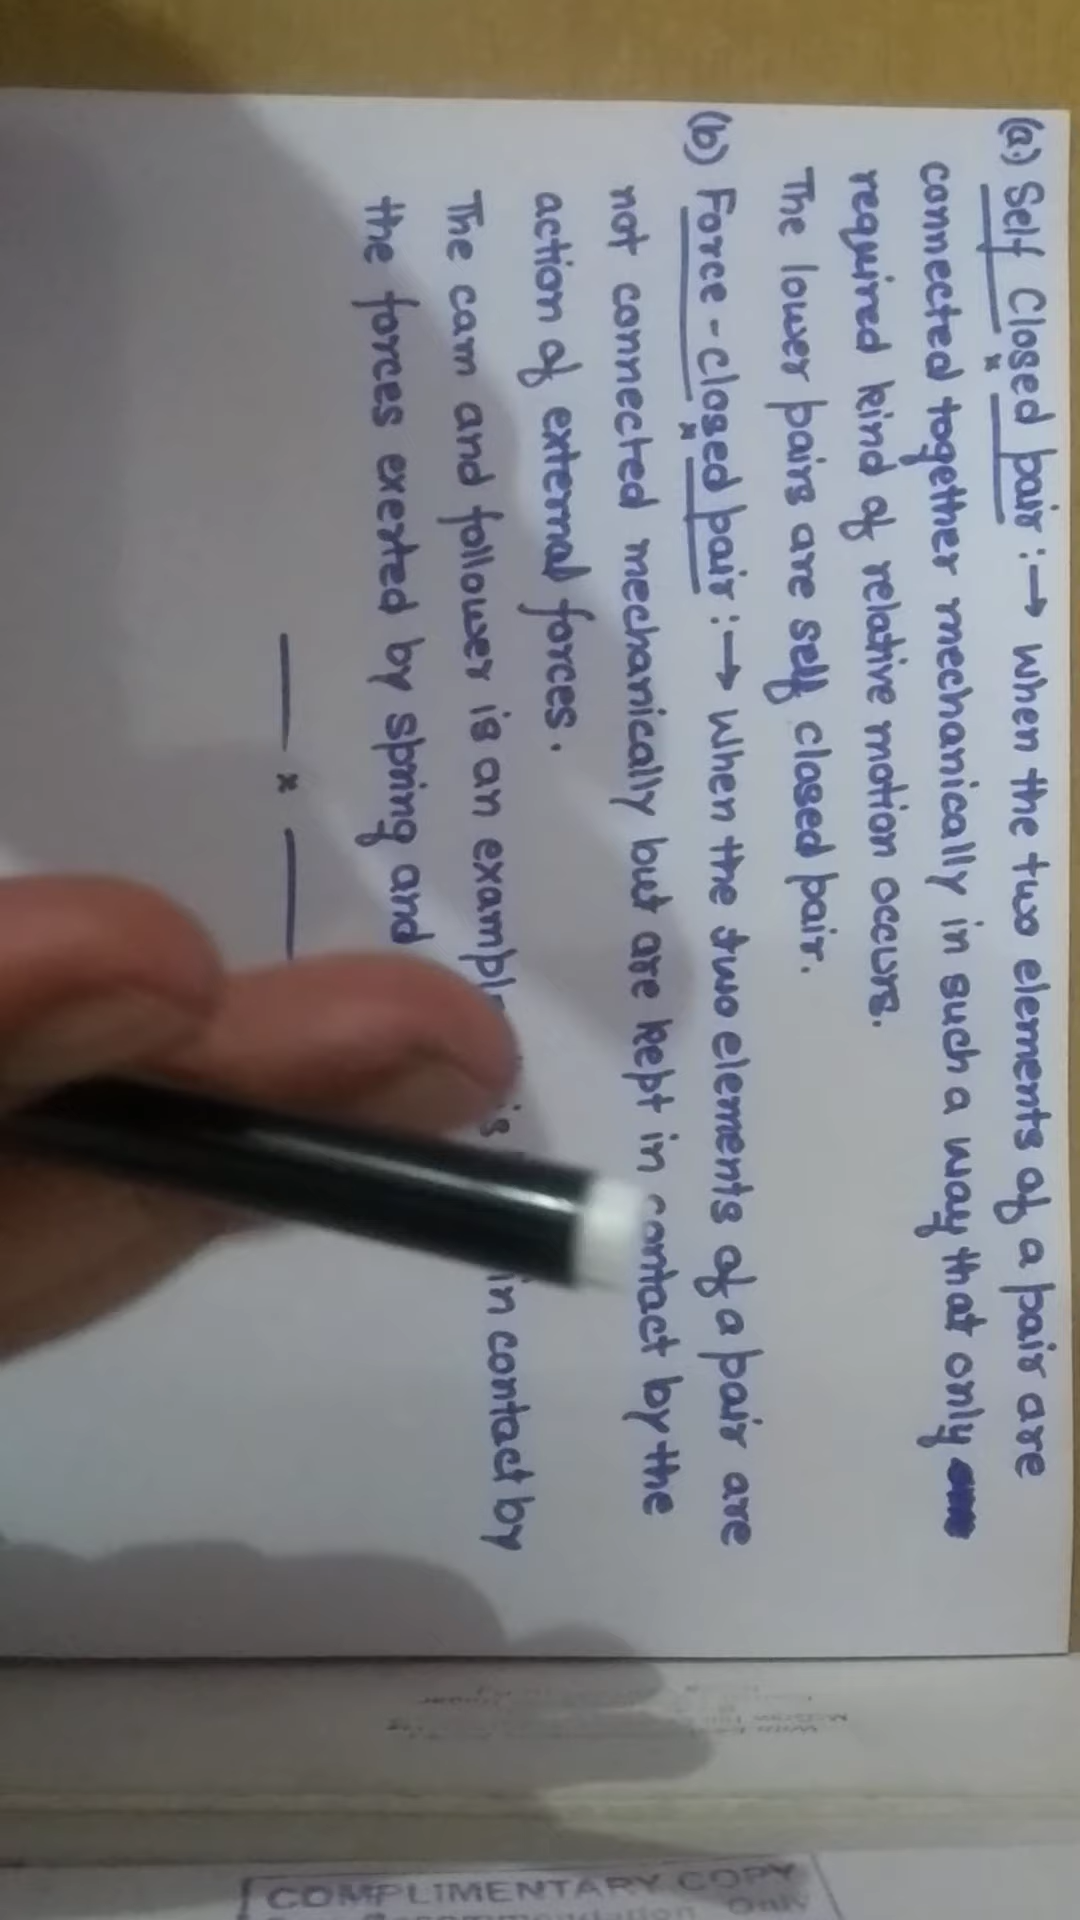 (a) Self Closed pair :→ When the two elements of a pair are
connected together mechanically in such a way that only
required kind of relative motion occurs.
The lower pairs are self closed pair.
(b) Force-closed pair :→ When the two elements of a pair are
not connected mechanically but are kept in contact by the
action of external forces.
The cam and follower is an in contact by
the forces exerted by spring and
x
COMPLIMENTARY COPY
Only